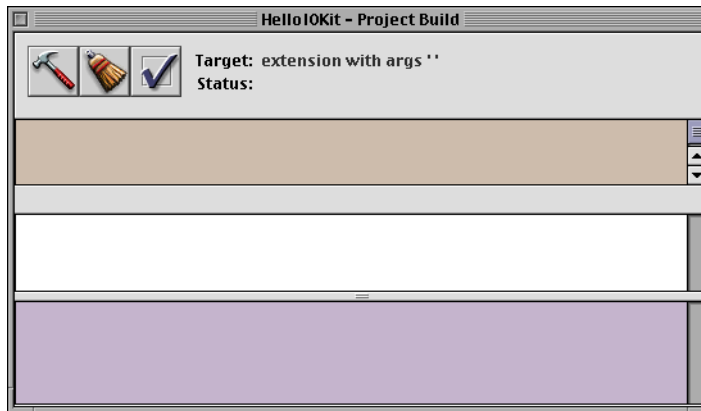 HelloIOKit - Project Build
Target: extension with args ''
Status: